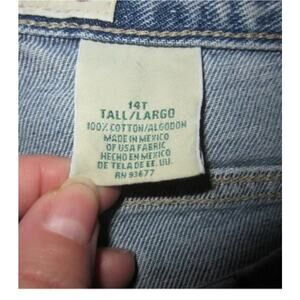 14T
TALL/LARGO
100% COTTON/ALGODON
MADE IN MEXICO
OF USA FABRIC
HECHO EN MEXICO
DE TELA DE EE. UU.
RN 93677